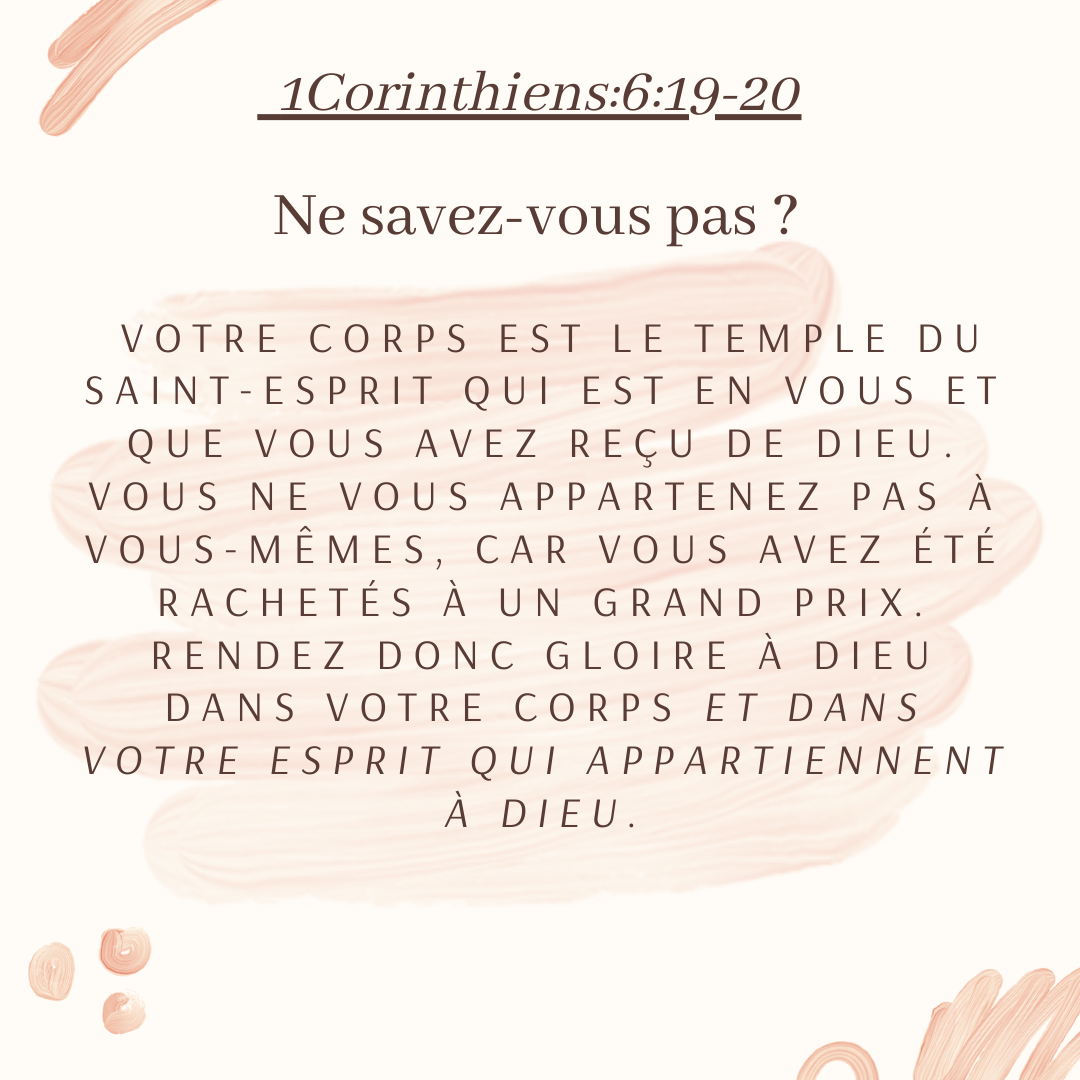 1Corinthiens:6:19-20
Ne savez-vous pas ?
VOTRE CORPS EST LE TEMPLE DU
SAINT-ESPRIT QUI EST EN VOUS ET
QUE VOUS AVEZ REÇU DE DIEU.
VOUS NE VOUS APPARTENEZ PAS À
VOUS-MÊMES, CAR VOUS AVEZ ÉTÉ
RACHETÉS À UN GRAND PRIX.
RENDEZ DONC GLOIRE À DIEU
DANS VOTRE CORPS ET DANS
VOTRE ESPRIT QUI APPARTIENNENT
À DIEU.